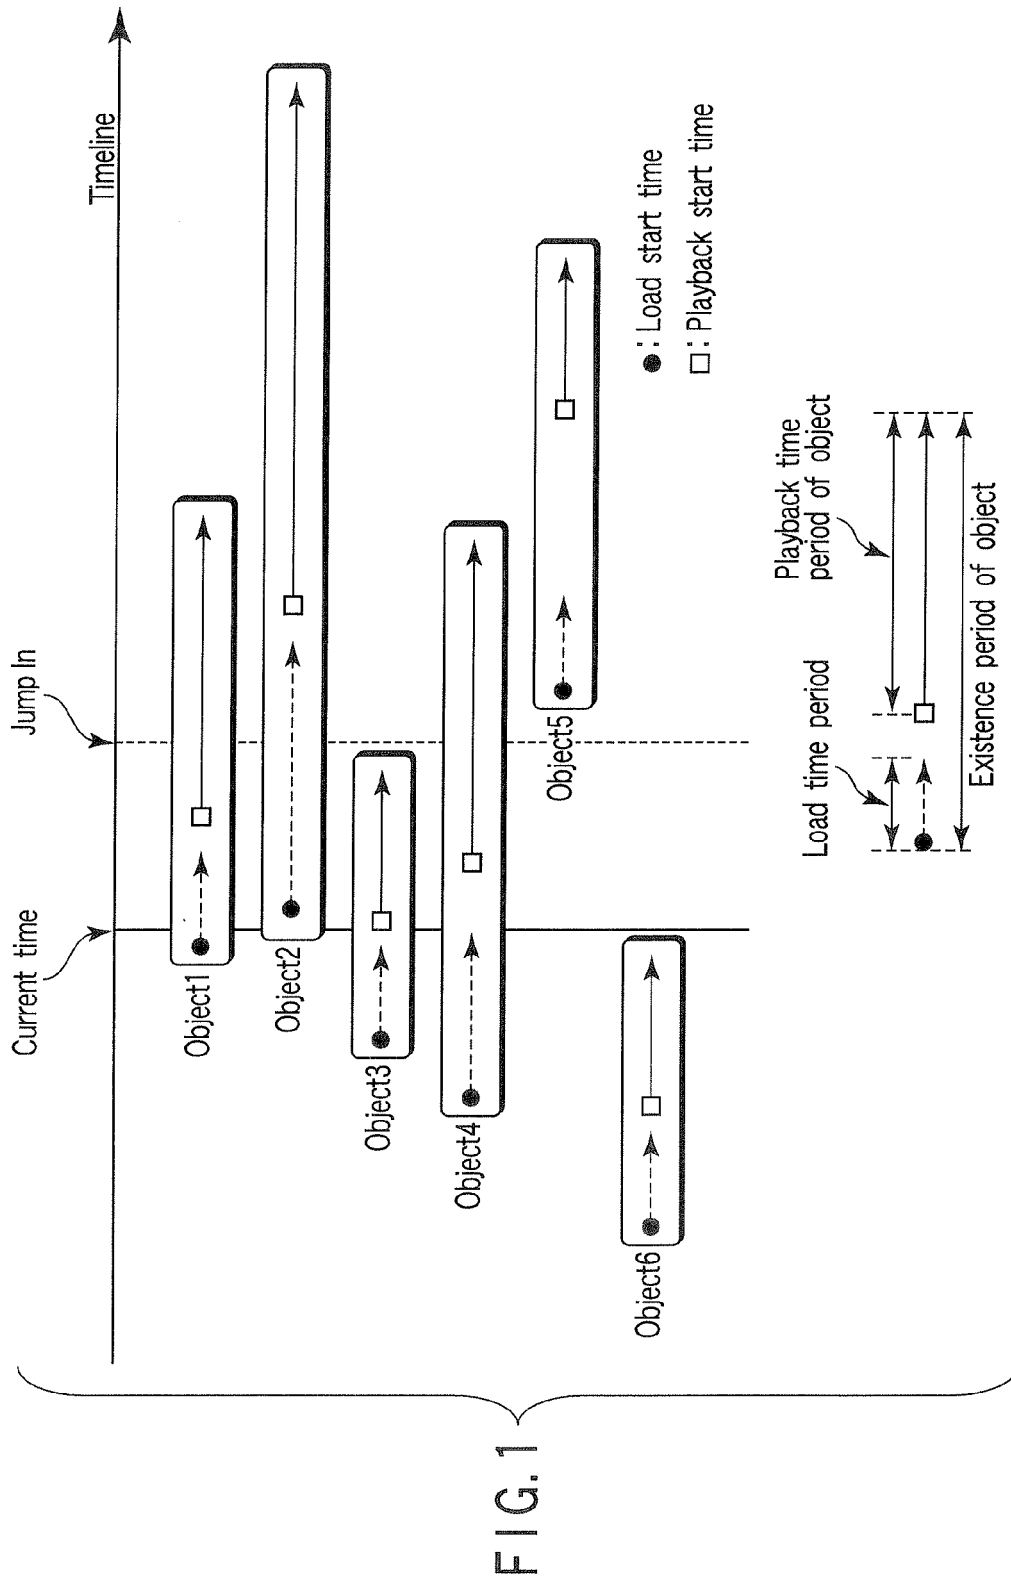 Current time
Jump In
Timeline
Object1
Object2
Object3
Object4
Object5
Object6
●: Load start time
□: Playback start time
Load time period
Playback time
period of object
Existence period of object
FIG. 1